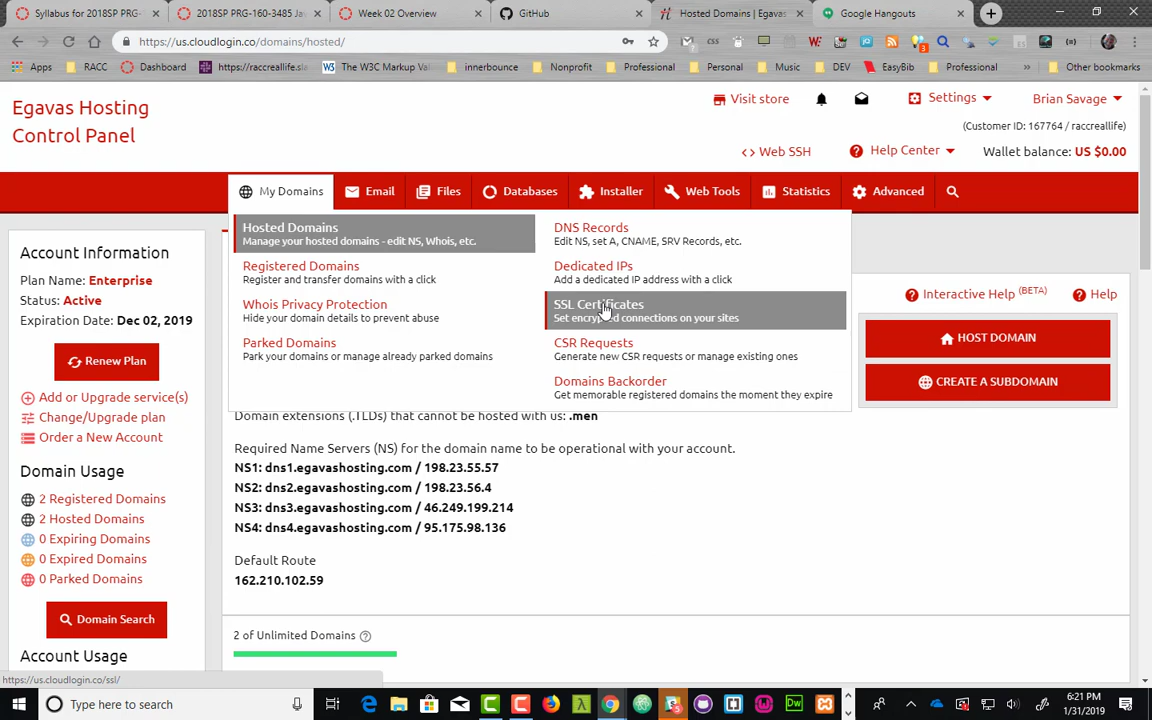 Syllabus for 2018SP PRG-
2018SP PRG-160-3485 Ja
Week 02 Overview
GitHub
Hosted Domains | Egavas
Google Hangouts
https://us.cloudlogin.co/domains/hosted/
Apps
RACC
Dashboard
https://raccreallife.sl
The W3C Markup Va
innerbounce
Nonprofit
Professional
Personal
Music
DEV
EasyBib
Professional
»
Other bookmarks
Egavas Hosting
Control Panel
Visit store
Settings
Brian Savage
(Customer ID: 167764 / raccreallife)
<> Web SSH
Help Center
Wallet balance: US $0.00
My Domains
Email
Files
Databases
Installer
Web Tools
Statistics
Advanced
Hosted Domains
Manage your hosted domains - edit NS, Whois, etc.
Registered Domains
Register and transfer domains with a click
Whois Privacy Protection
Hide your domain details to prevent abuse
Parked Domains
Park your domains or manage already parked domains
DNS Records
Edit NS, set A, CNAME, SRV Records, etc.
Dedicated IPs
Add a dedicated IP address with a click
SSL Certificates
Set encrypted connections on your sites
CSR Requests
Generate new CSR requests or manage existing ones
Domains Backorder
Get memorable registered domains the moment they expire
Account Information
Plan Name: Enterprise
Status: Active
Expiration Date: Dec 02, 2019
Renew Plan
Add or Upgrade service(s)
Change/Upgrade plan
Order a New Account
Domain Usage
2 Registered Domains
2 Hosted Domains
0 Expiring Domains
0 Expired Domains
0 Parked Domains
Domain Search
Account Usage
Interactive Help (BETA)
Help
HOST DOMAIN
CREATE A SUBDOMAIN
Domain extensions (.TLDs) that cannot be hosted with us: .men
Required Name Servers (NS) for the domain name to be operational with your account.
NS1: dns1.egavashosting.com / 198.23.55.57
NS2: dns2.egavashosting.com / 198.23.56.4
NS3: dns3.egavashosting.com / 46.249.199.214
NS4: dns4.egavashosting.com / 95.175.98.136
Default Route
162.210.102.59
2 of Unlimited Domains
https://us.cloudlogin.co/ssl/
Type here to search
6:21 PM
1/31/2019